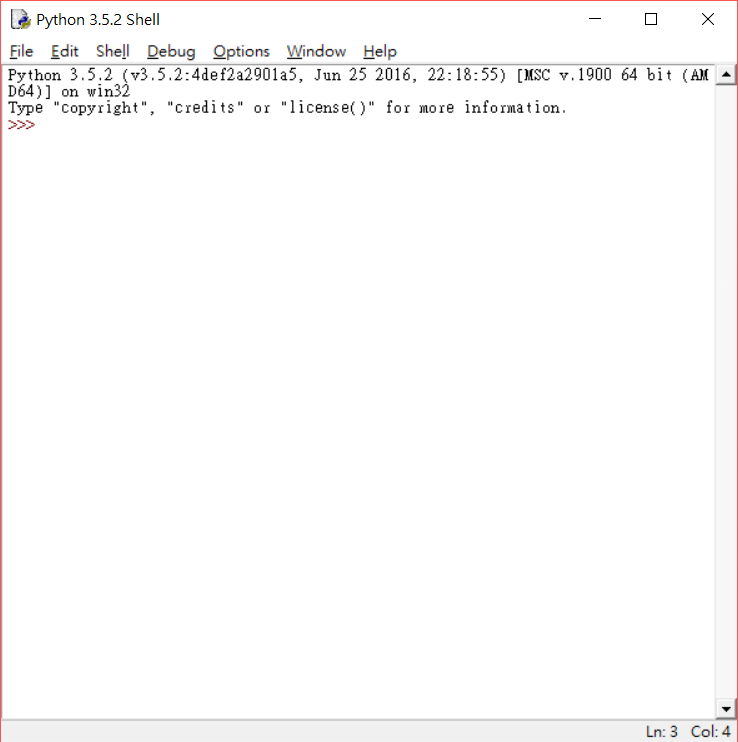 Python 3.5.2 Shell
File Edit Shell Debug Options Window Help
Python 3.5.2 (v3.5.2:4def2a2901a5, Jun 25 2016, 22:18:55) [MSC v.1900 64 bit (AM
D64)] on win32
Type "copyright", "credits" or "license()" for more information.
>>>
Ln: 3 Col: 4